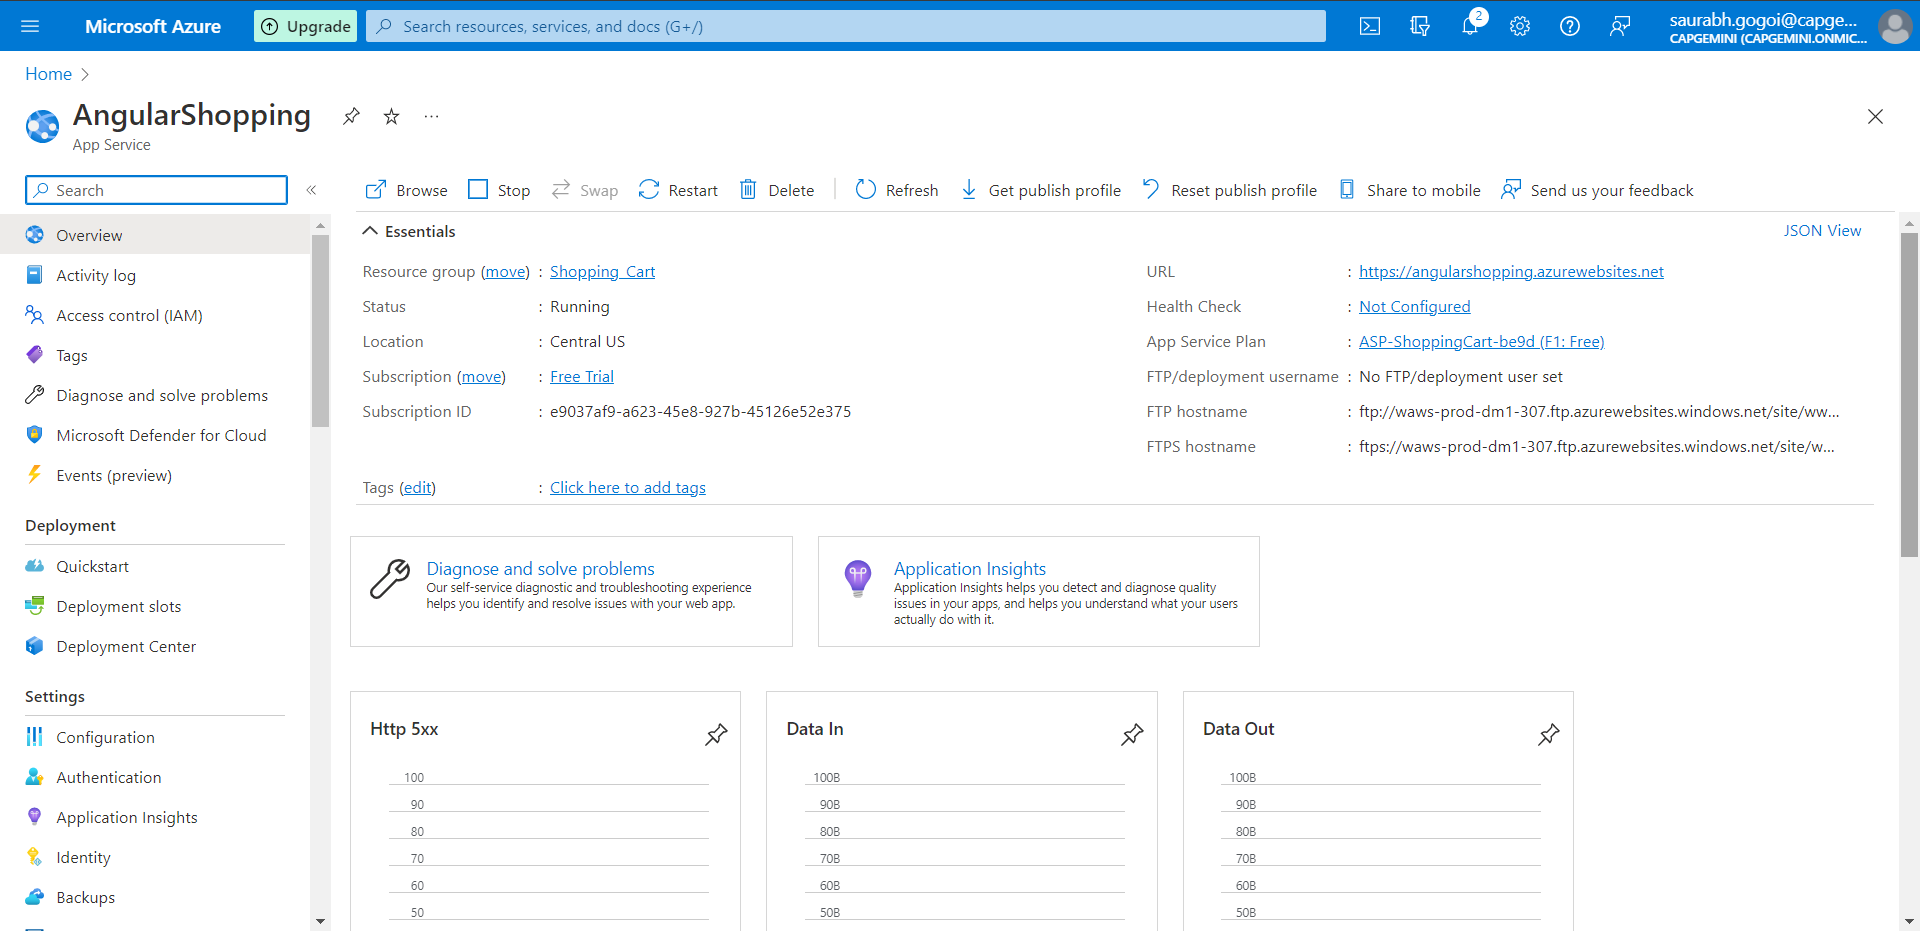 Microsoft Azure
Upgrade
Search resources, services, and docs (G+/)
2
saurabh.gogoi@capge...
CAPGEMINI (CAPGEMINI.ONMIC...
Home
AngularShopping
App Service
Search
Browse
Stop
Swap
Restart
Delete
Refresh
Get publish profile
Reset publish profile
Share to mobile
Send us your feedback
Overview
Activity log
Access control (IAM)
Tags
Diagnose and solve problems
Microsoft Defender for Cloud
Events (preview)
Deployment
Quickstart
Deployment slots
Deployment Center
Settings
Configuration
Authentication
Application Insights
Identity
Backups
Essentials
JSON View
Resource group (move) : Shopping_Cart
Status : Running
Location : Central US
Subscription (move) : Free Trial
Subscription ID : e9037af9-a623-45e8-927b-45126e52e375
URL : https://angularshopping.azurewebsites.net
Health Check : Not Configured
App Service Plan : ASP-ShoppingCart-be9d (F1: Free)
FTP/deployment username : No FTP/deployment user set
FTP hostname : ftp://waws-prod-dm1-307.ftp.azurewebsites.windows.net/site/ww...
FTPS hostname : ftps://waws-prod-dm1-307.ftp.azurewebsites.windows.net/site/w...
Tags (edit) : Click here to add tags
Diagnose and solve problems
Our self-service diagnostic and troubleshooting experience
helps you identify and resolve issues with your web app.
Application Insights
Application Insights helps you detect and diagnose quality
issues in your apps, and helps you understand what your users
actually do with it.
Http 5xx
100
90
80
70
60
50
Data In
100B
90B
80B
70B
60B
50B
Data Out
100B
90B
80B
70B
60B
50B